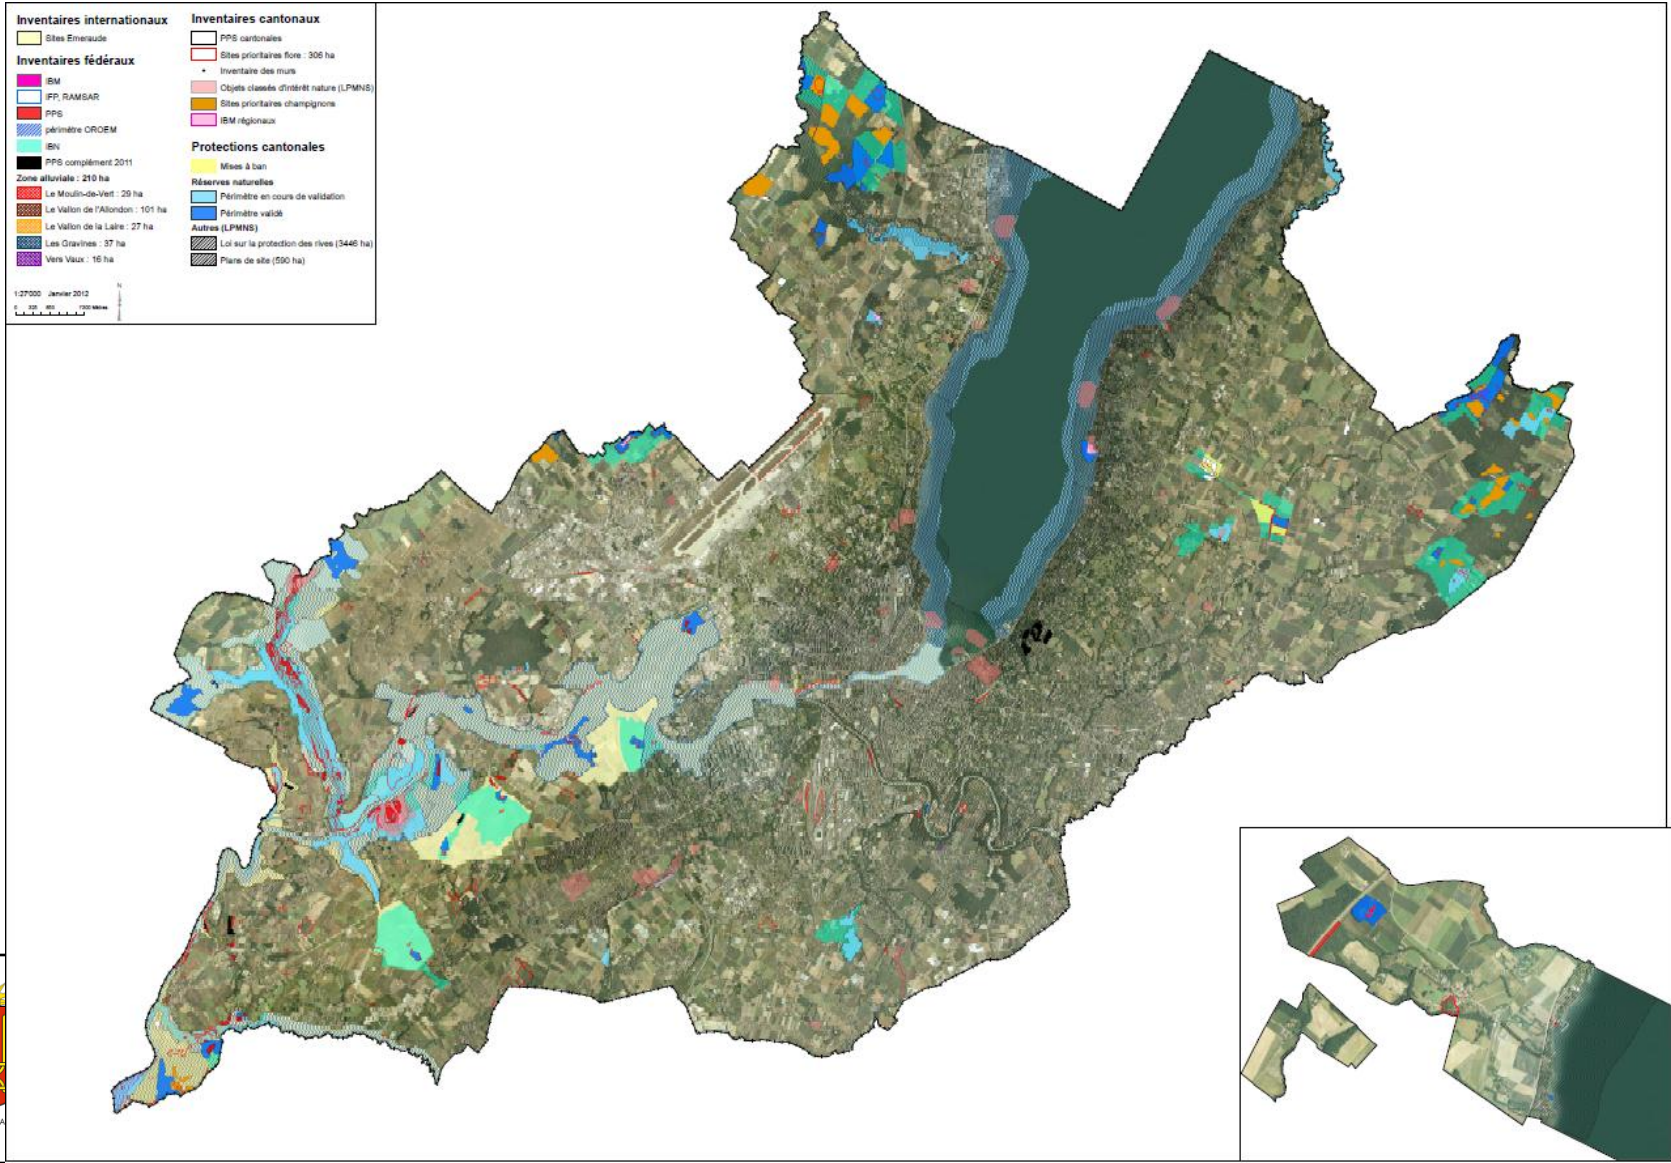 Inventaires internationaux
Sites Emeraude
Inventaires fédéraux
IBM
IFP, RAMSAR
PPS
périmètre OROEM
IBN
PPS complément 2011
Zone alluviale : 210 ha
Le Moulin-de-Vert : 29 ha
Le Vallon de l'Allondon : 101 ha
Le Vallon de la Laire : 27 ha
Les Gravines : 37 ha
Vers Vaux : 16 ha
1:27'000 Janvier 2012
N
Inventaires cantonaux
PPS cantonales
Sites prioritaires flore : 306 ha
Inventaire des murs
Objets classés d'intérêt nature (LPMNS)
Sites prioritaires champignons
IBM régionaux
Protections cantonales
Mises à ban
Réserves naturelles
Périmètre en cours de validation
Périmètre validé
Autres (LPMNS)
Loi sur la protection des rives (3446 ha)
Plans de site (590 ha)